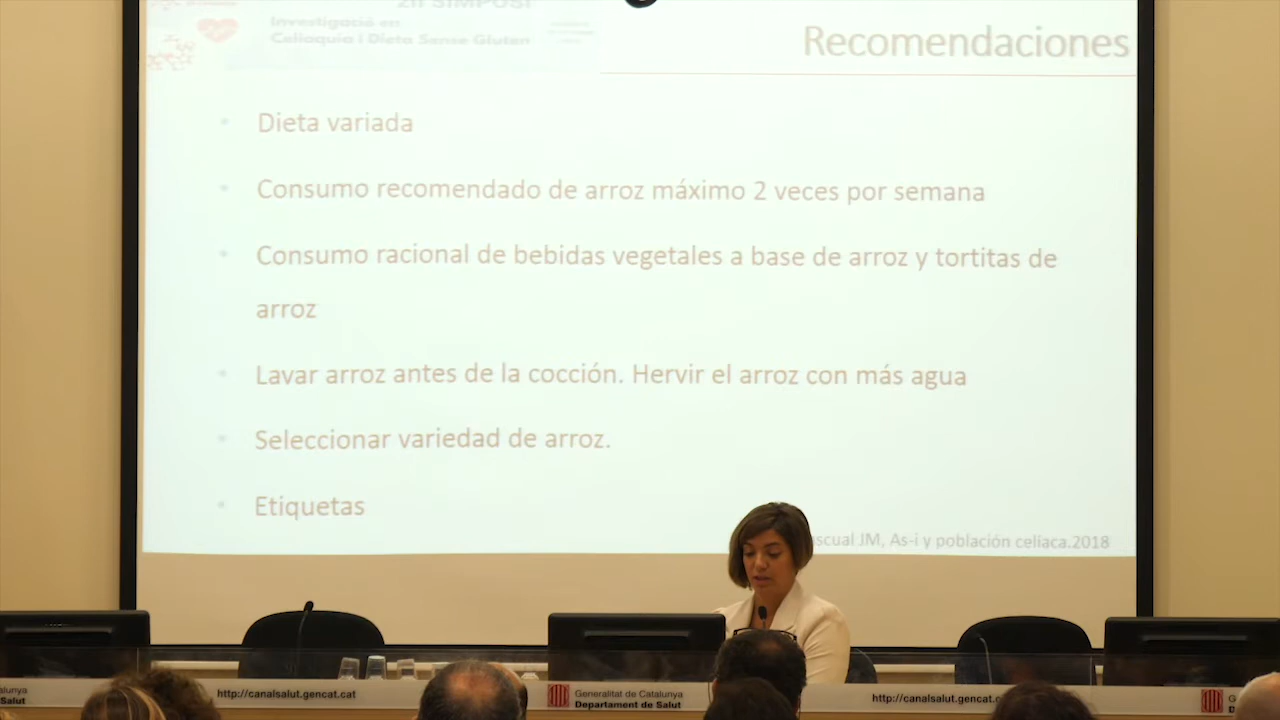 SIMPOSI
Investigació en
Celiaquia i Dieta Sense Gluten
Recomendaciones
Dieta variada
Consumo recomendado de arroz máximo 2 veces por semana
Consumo racional de bebidas vegetales a base de arroz y tortitas de
arroz
Lavar arroz antes de la cocción. Hervir el arroz con más agua
Seleccionar variedad de arroz.
Etiquetas
JM, As-i y población celíaca.2018
Salut
http://canalsalut.gencat.cat
Generalitat de Catalunya
Departament de Salut
http://canalsalut.gencat.c